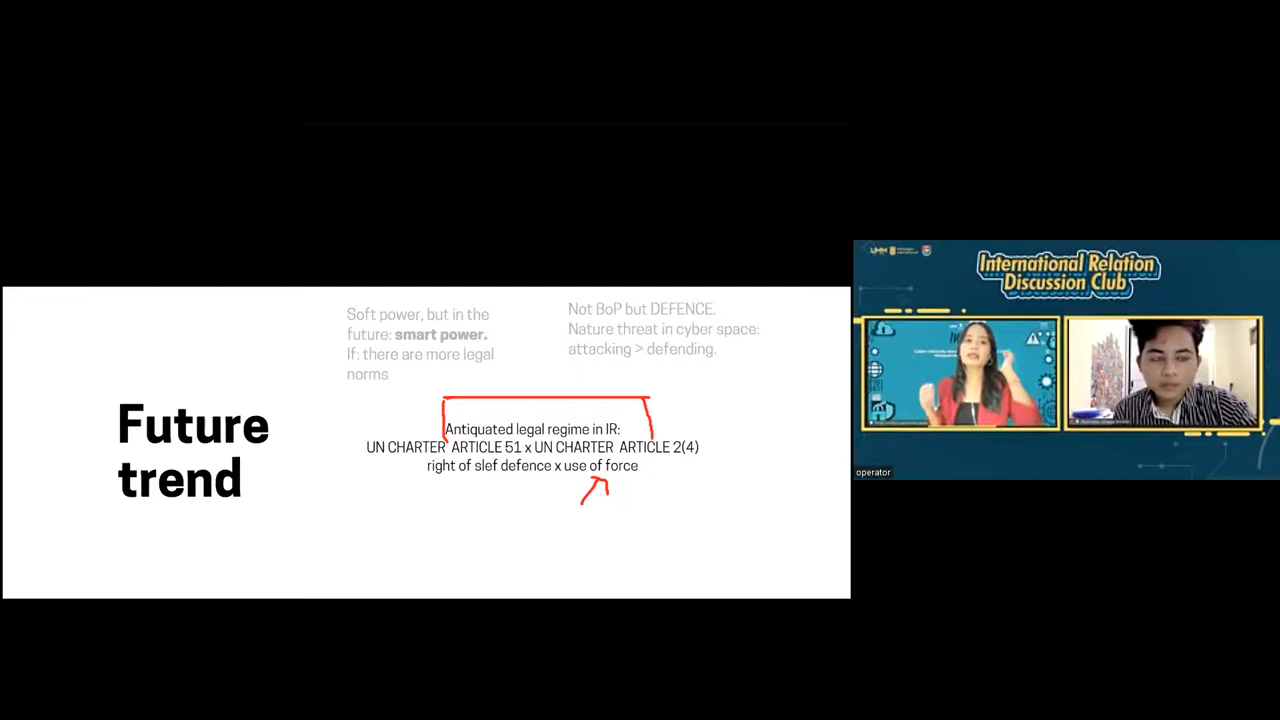 Soft power, but in the
future: smart power.
If: there are more legal
norms
Not BoP but DEFENCE.
Nature threat in cyber space:
attacking > defending.
Future
trend
Antiquated legal regime in IR:
UN CHARTER ARTICLE 51 x UN CHARTER ARTICLE 2(4)
right of slef defence x use of force
International Relation
Discussion Club
operator